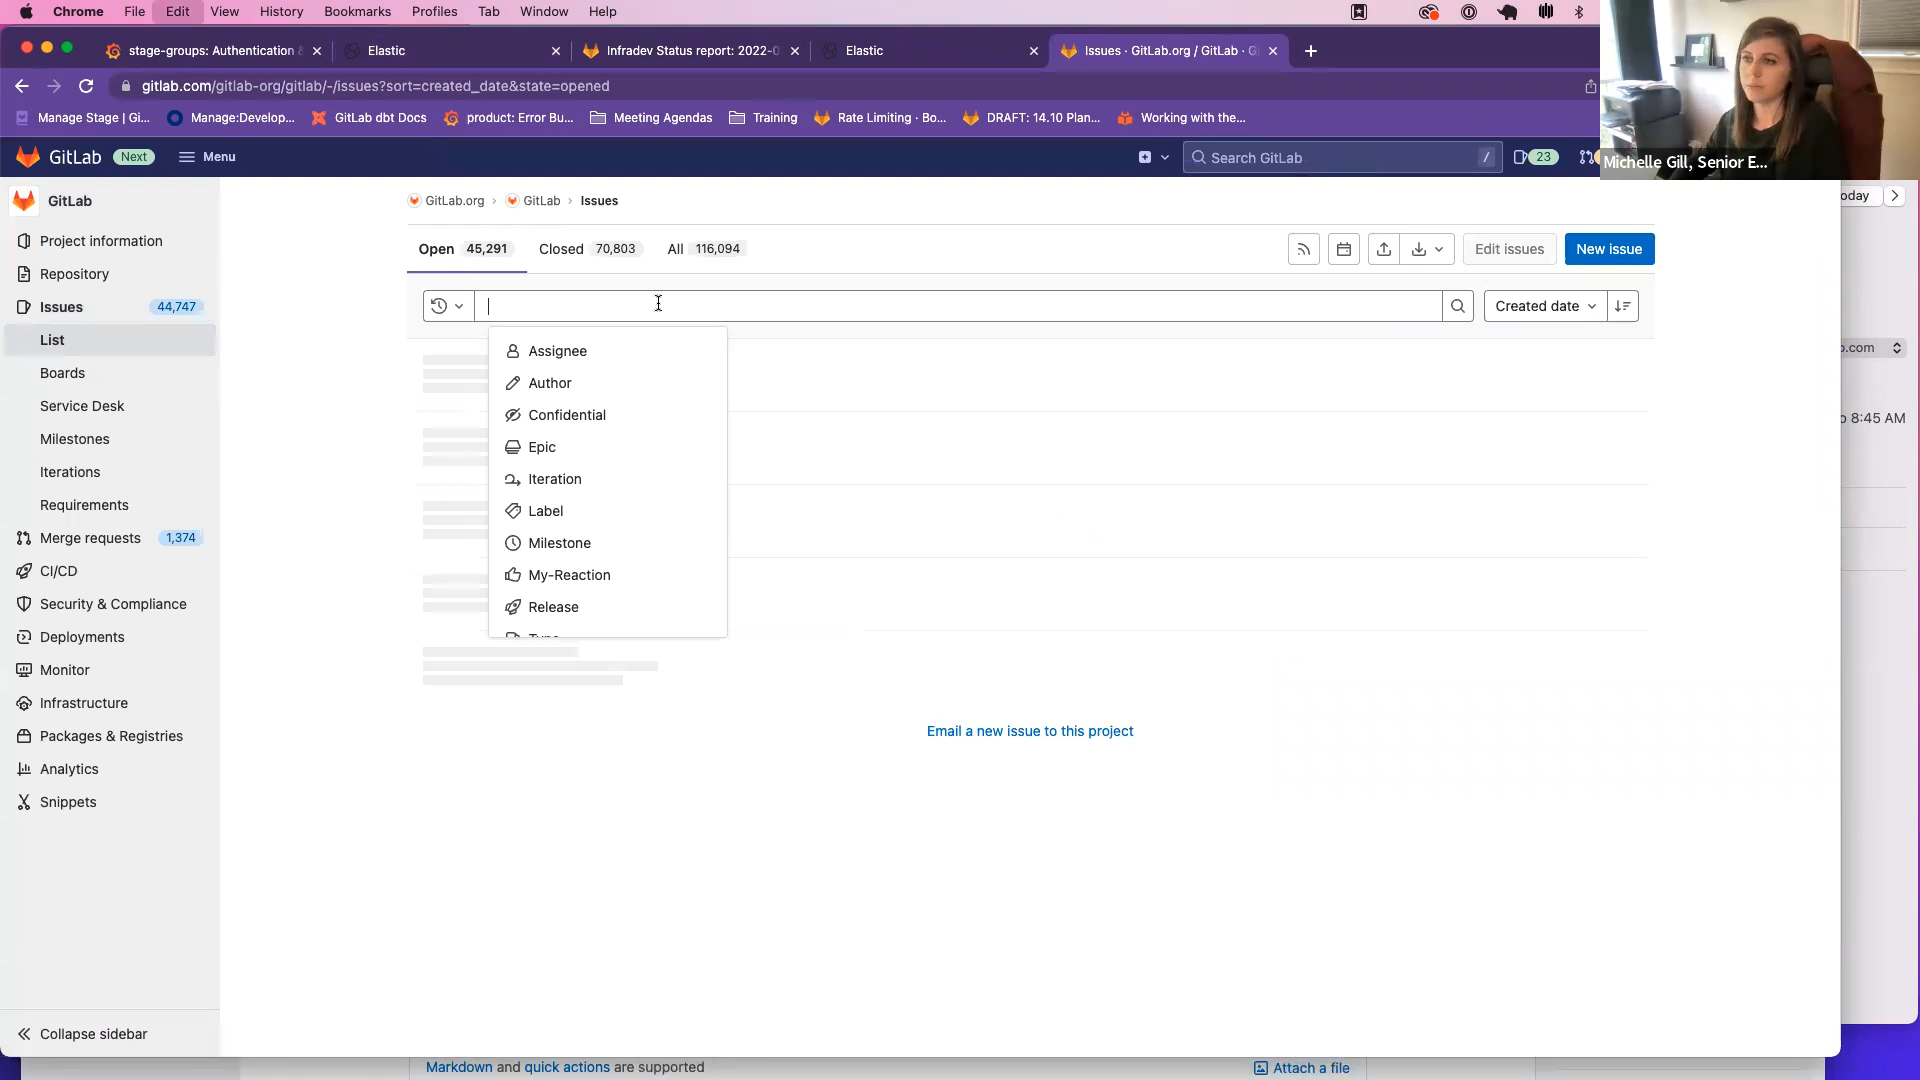 Chrome File Edit View History Bookmarks Profiles Tab Window Help
stage-groups: Authentication & Elastic Infradev Status report: 2022-0 Elastic Issues · GitLab.org / GitLab · G
gitlab.com/gitlab-org/gitlab/-/issues?sort=created_date&state=opened
Manage Stage | Gi... Manage:Develop... GitLab dbt Docs product: Error Bu... Meeting Agendas Training Rate Limiting · Bo... DRAFT: 14.10 Plan... Working with the...
GitLab Next Menu Search GitLab / 23
Michelle Gill, Senior E...
GitLab
Project information
Repository
Issues 44,747
List
Boards
Service Desk
Milestones
Iterations
Requirements
Merge requests 1,374
CI/CD
Security & Compliance
Deployments
Monitor
Infrastructure
Packages & Registries
Analytics
Snippets
Collapse sidebar
GitLab.org › GitLab › Issues
Open 45,291 Closed 70,803 All 116,094 Edit issues New issue
Created date
Assignee
Author
Confidential
Epic
Iteration
Label
Milestone
My-Reaction
Release
Type
Email a new issue to this project
oday
.com
8:45 AM
Markdown and quick actions are supported
Attach a file